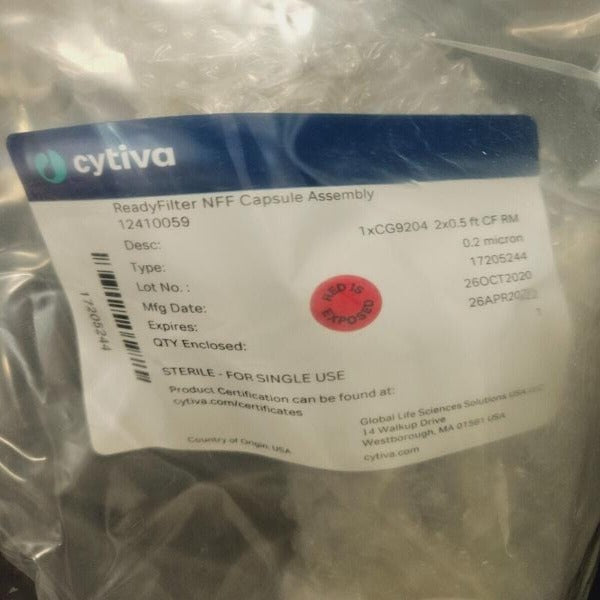 cytiva
ReadyFilter NFF Capsule Assembly
12410059
Desc: 1xCG9204 2x0.5 ft CF RM
Type: 0.2 micron
Lot No. : 17205244
Mfg Date: 26OCT2020
Expires:
QTY Enclosed: 1
RED IS
EXPOSED
17205244
STERILE - FOR SINGLE USE
Product Certification can be found at:
cytiva.com/certificates
Global Life Sciences Solutions USA
14 Walkup Drive
Westborough, MA 01581 USA
cytiva.com
Country of Origin: USA